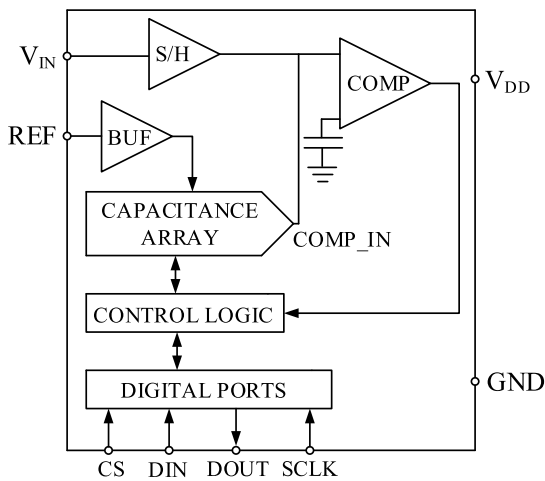 V_IN
S/H
COMP
V_DD
REF
BUF
CAPACITANCE
ARRAY
COMP_IN
CONTROL LOGIC
DIGITAL PORTS
GND
CS DIN DOUT SCLK